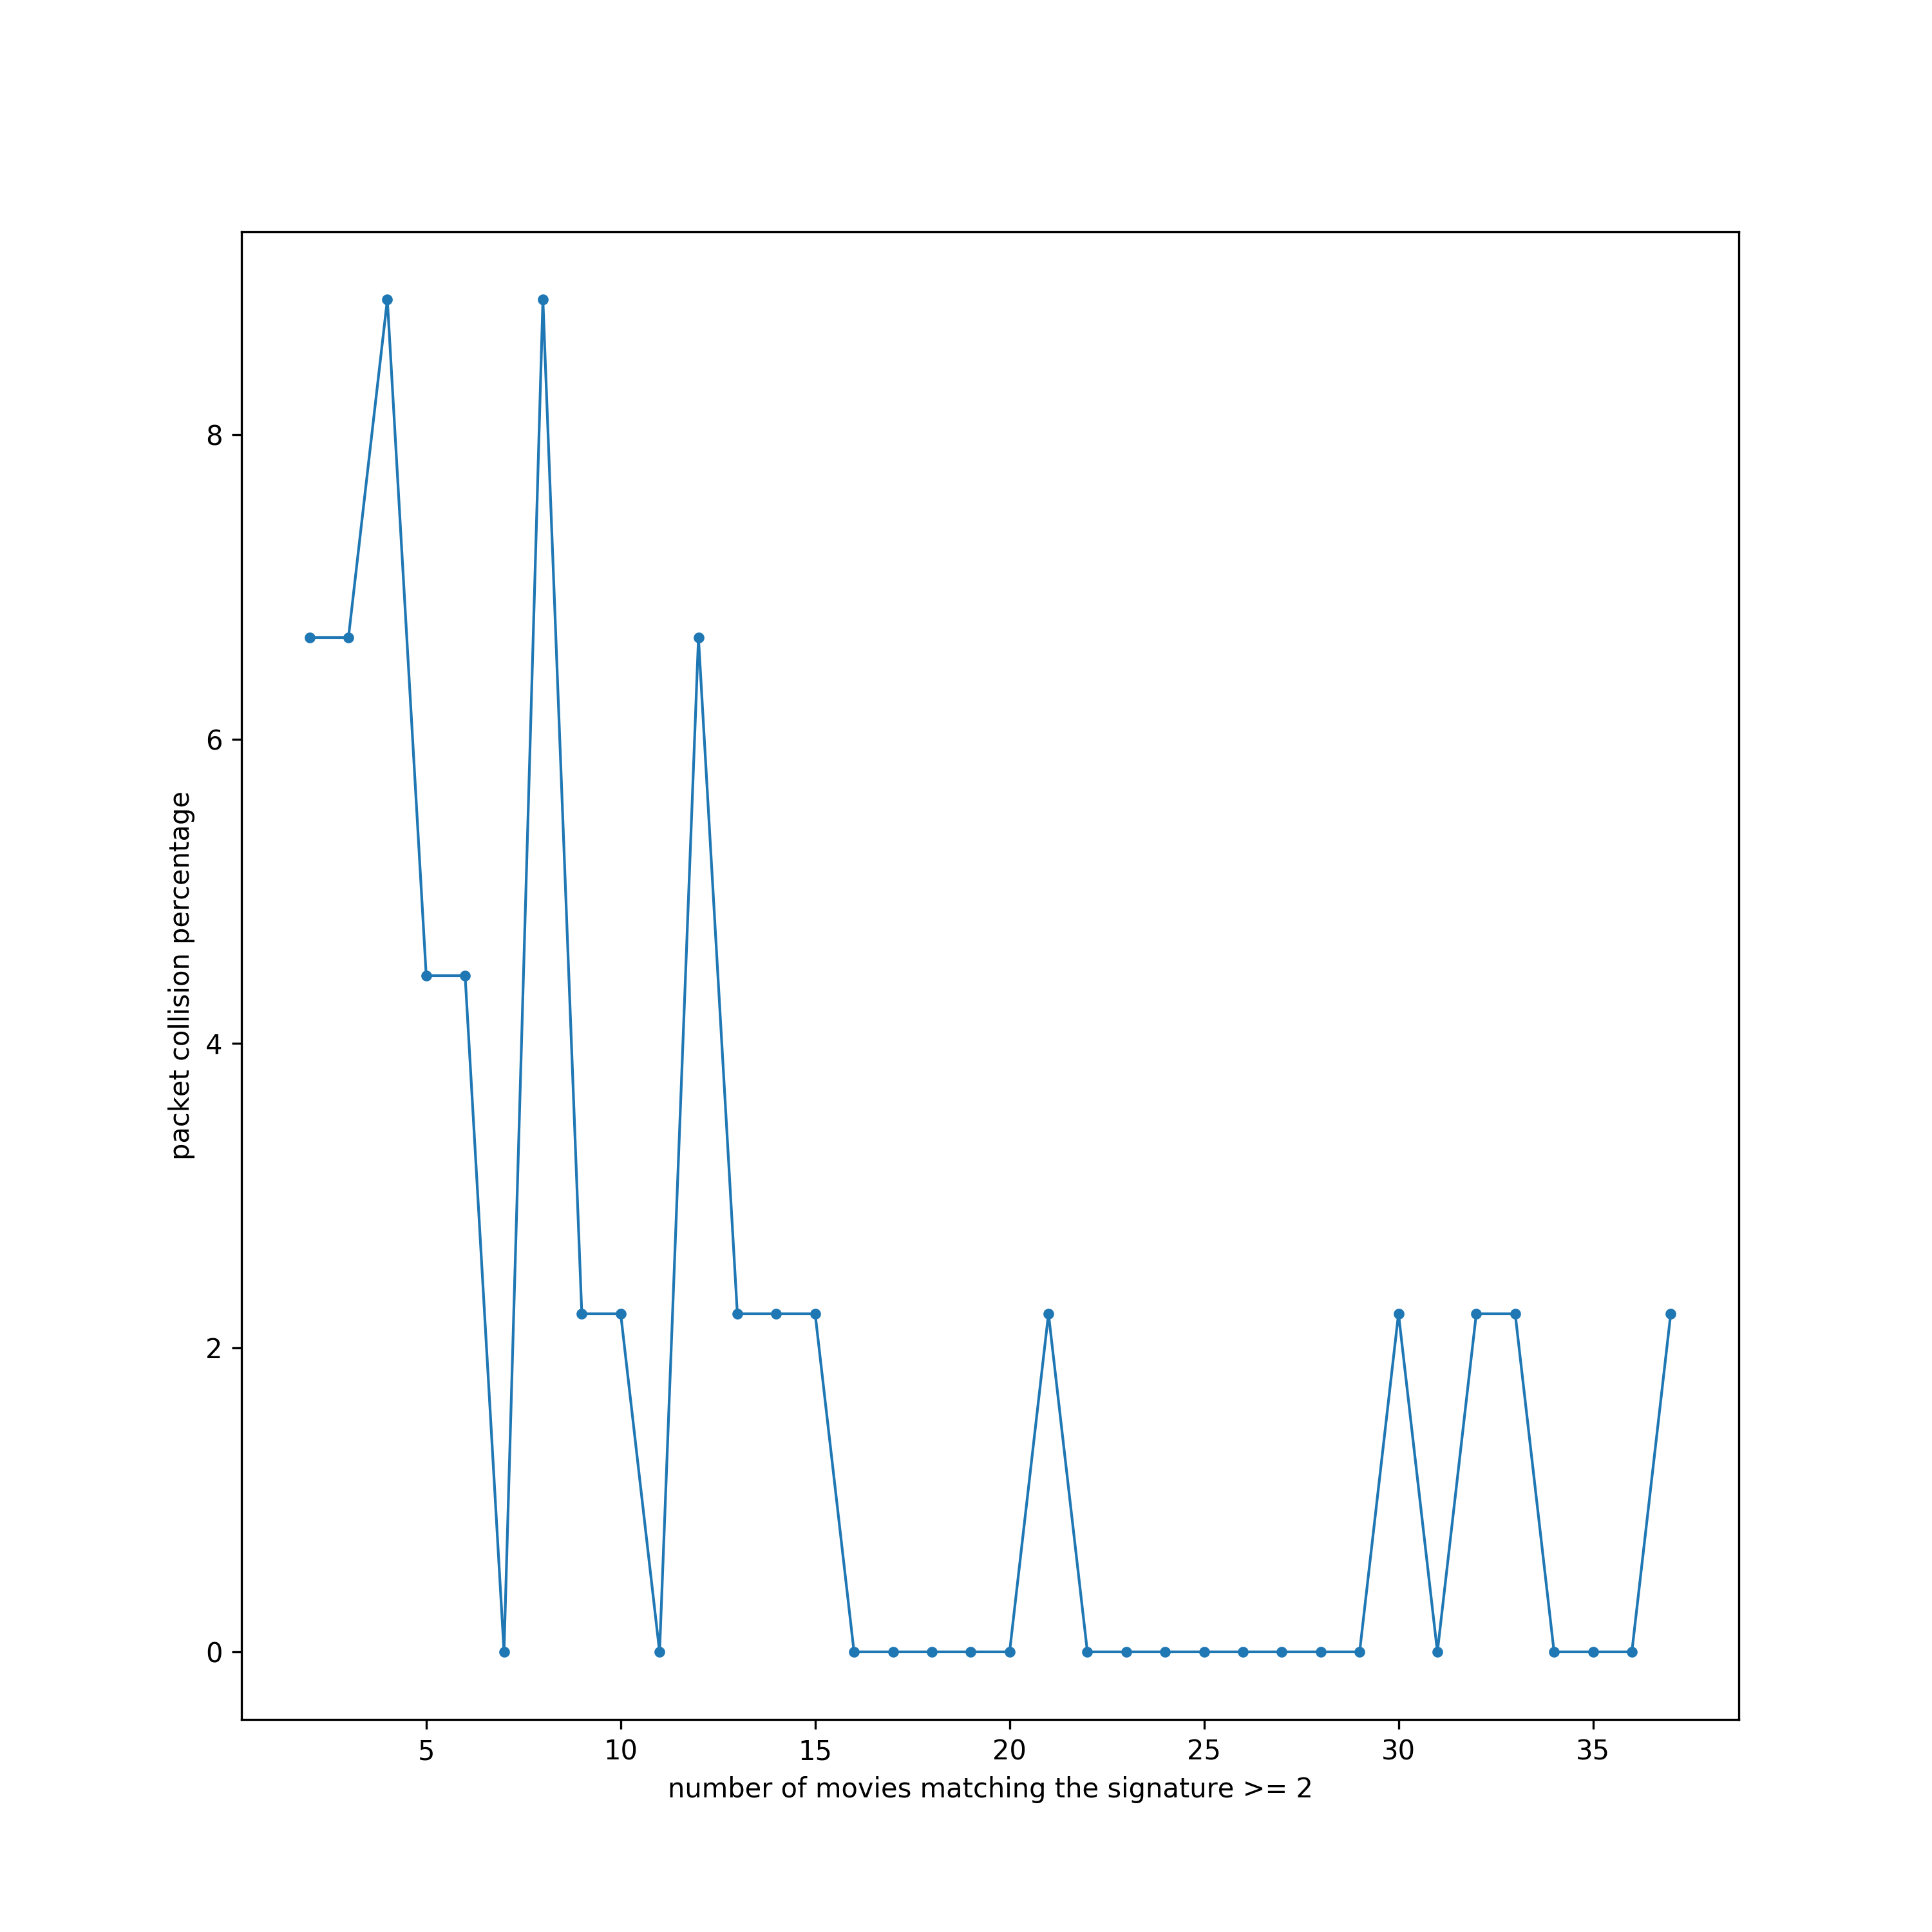 8
6
4
2
0
packet collision percentage
5 10 15 20 25 30 35
number of movies matching the signature >= 2